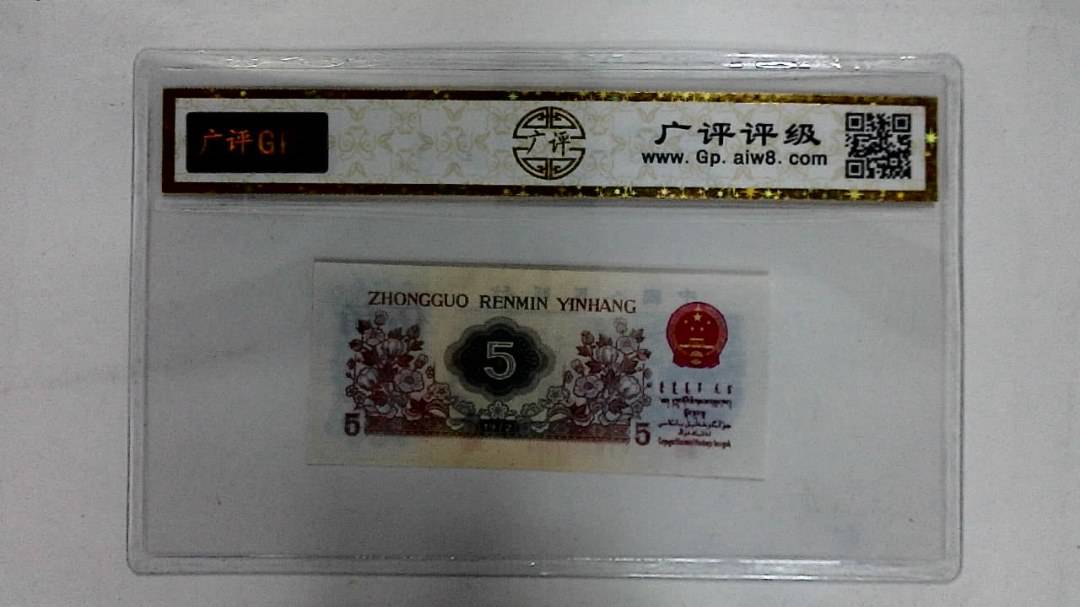 广评GI
广评
广评评级
www.Gp.aiw8.com
ZHONGGUO RENMIN YINHANG
5
5
5